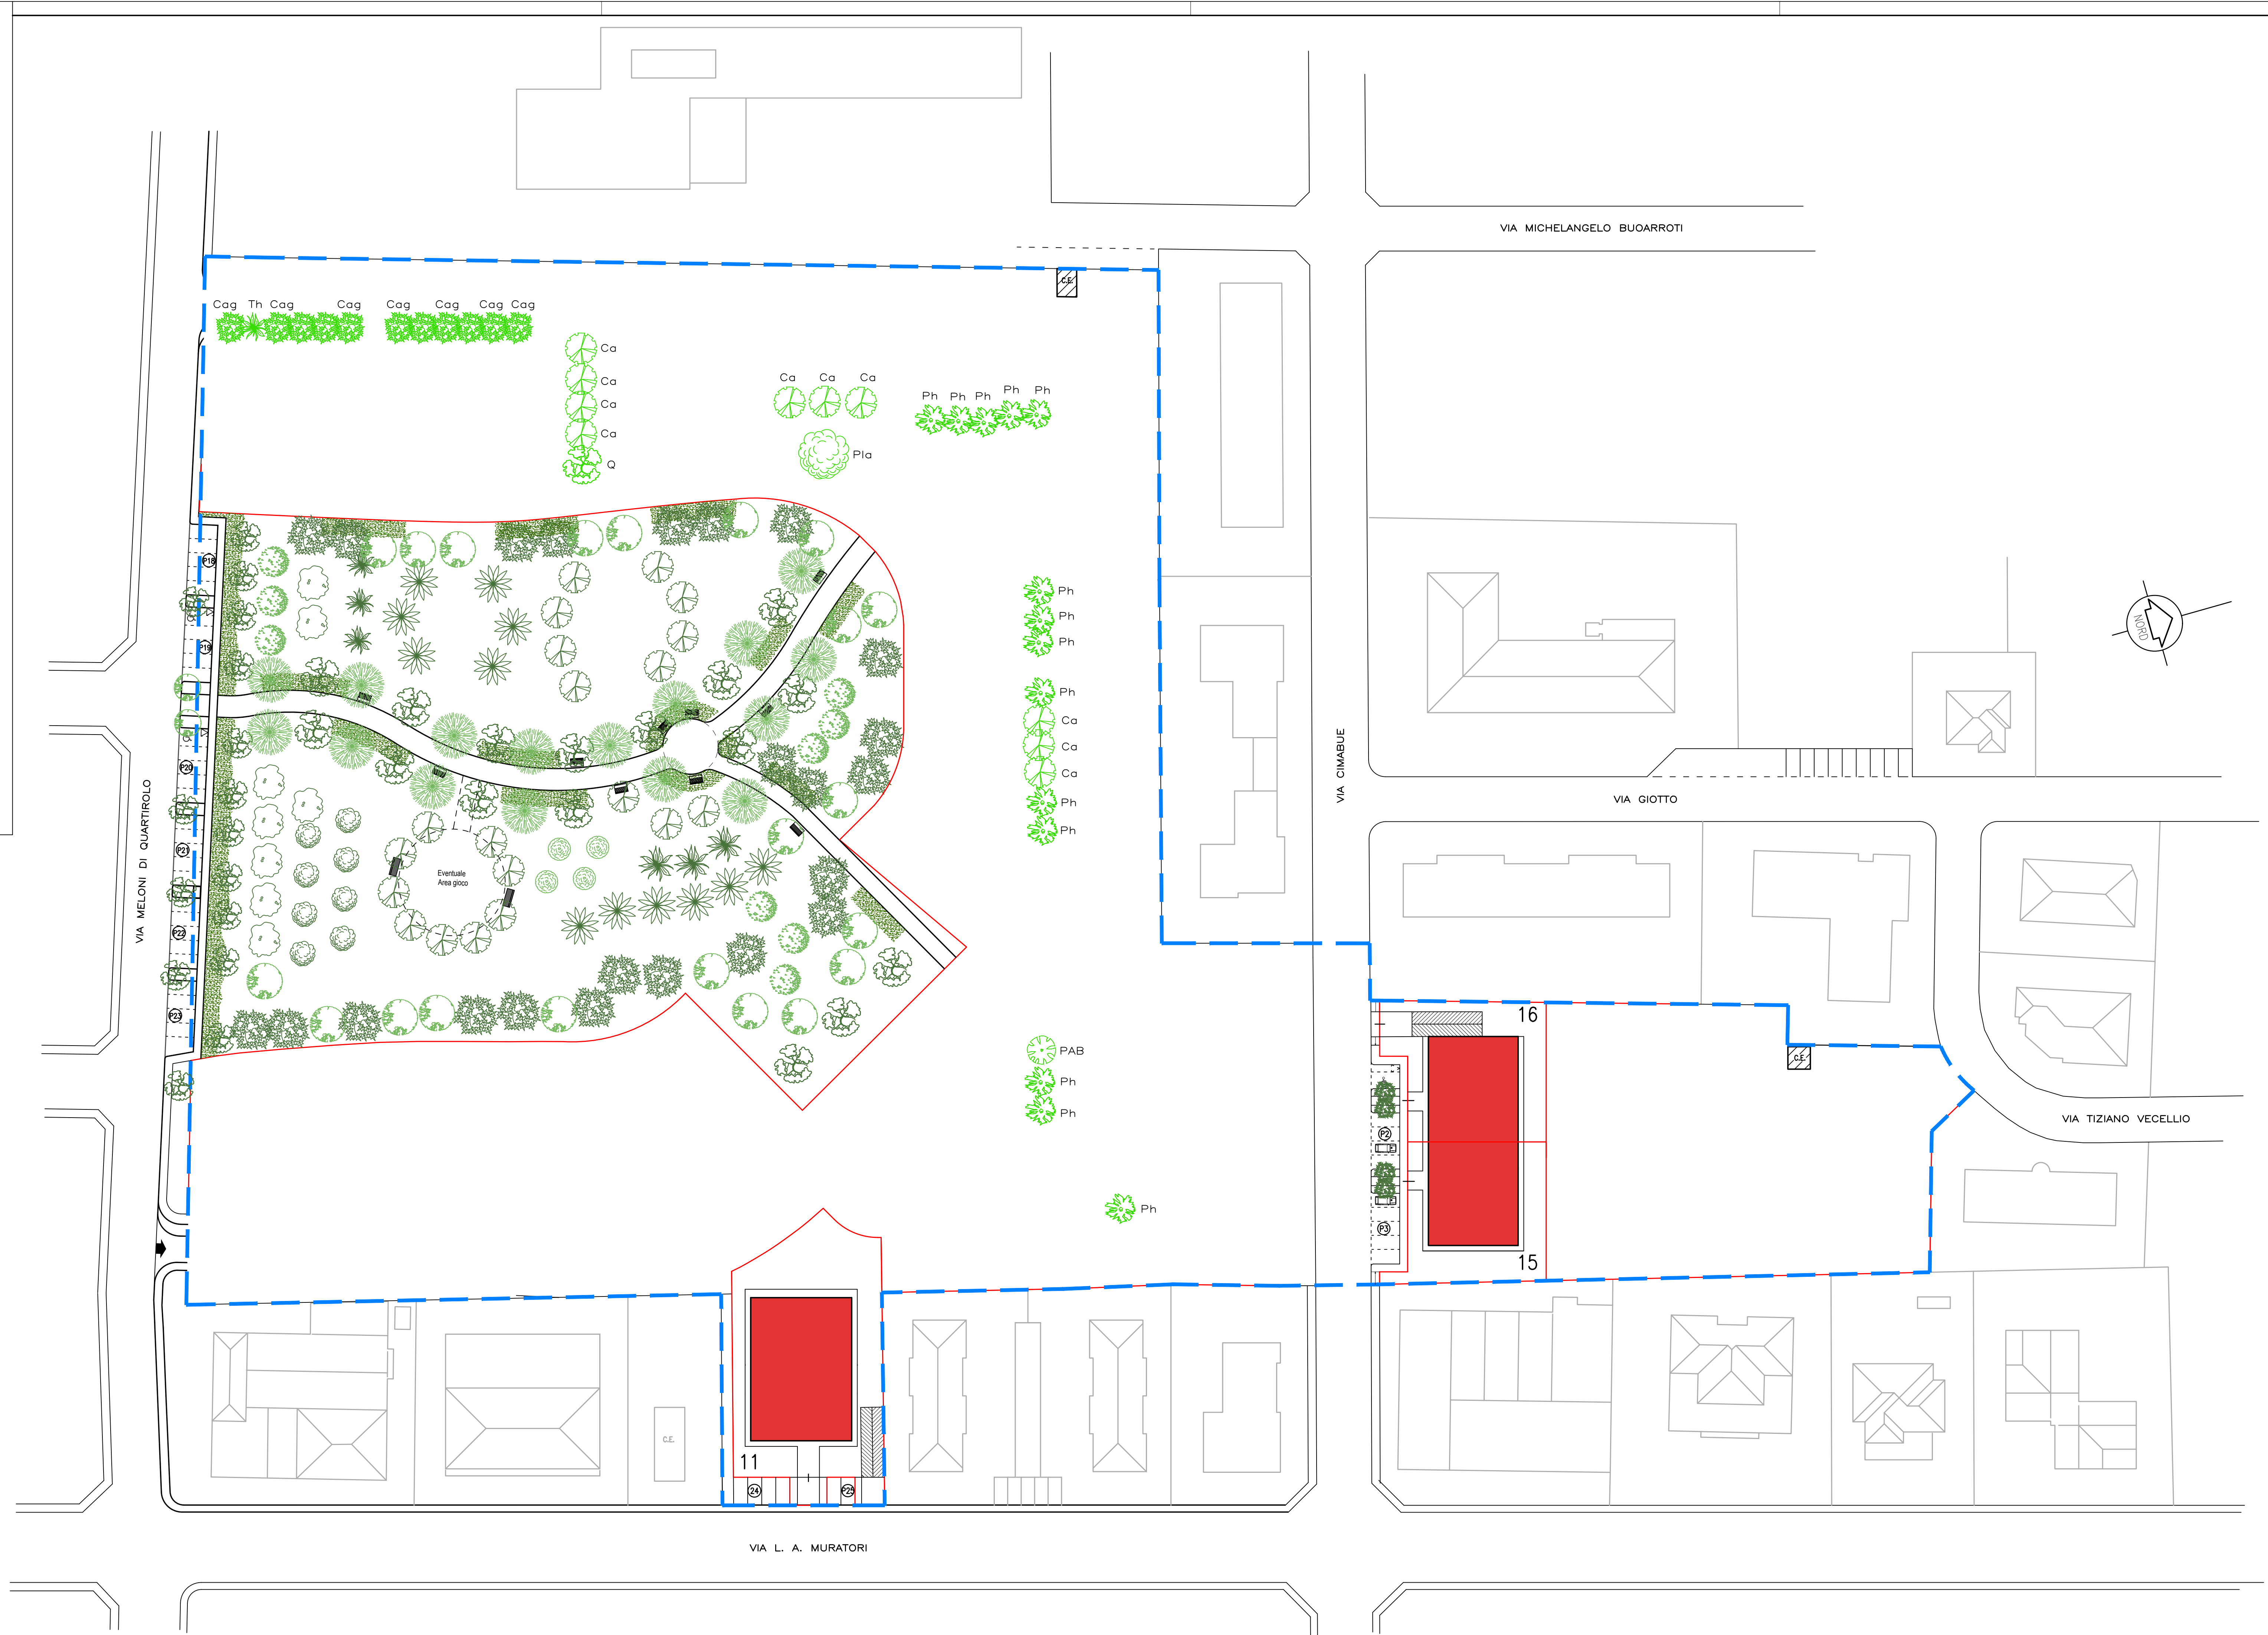 VIA MICHELANGELO BUOARROTI
C.E.
Cag Th Cag Cag Cag Cag Cag Cag
Ca
Ca
Ca
Ca
Q
Ca Ca Ca
Pla
Ph Ph Ph Ph Ph
P18
P19
P20
P21
P22
P23
VIA MELONI DI QUARTIROLO
Eventuale
Area gioco
Ph
Ph
Ph
Ph
Ca
Ca
Ca
Ph
Ph
PAB
Ph
Ph
Ph
VIA CIMABUE
NORD
VIA GIOTTO
16
C.E.
P2
P3
15
VIA TIZIANO VECELLIO
C.E.
11
24
P25
VIA L. A. MURATORI